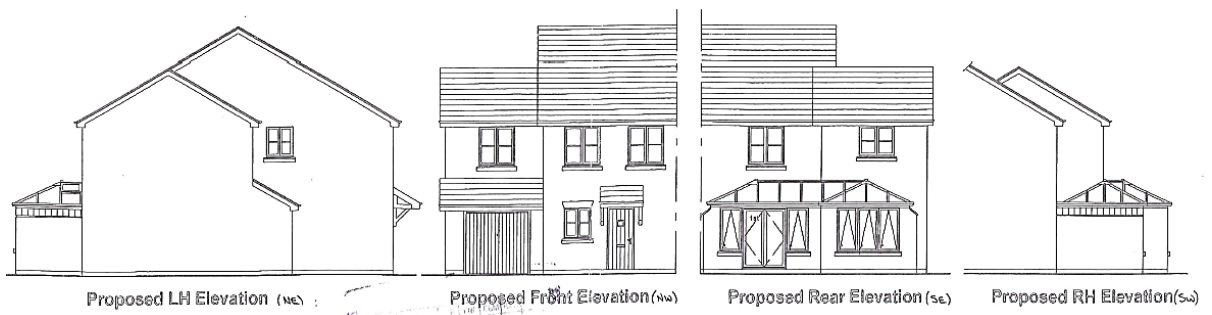 Proposed LH Elevation (NE)
Proposed Front Elevation (NW)
Proposed Rear Elevation (SE)
Proposed RH Elevation (SW)